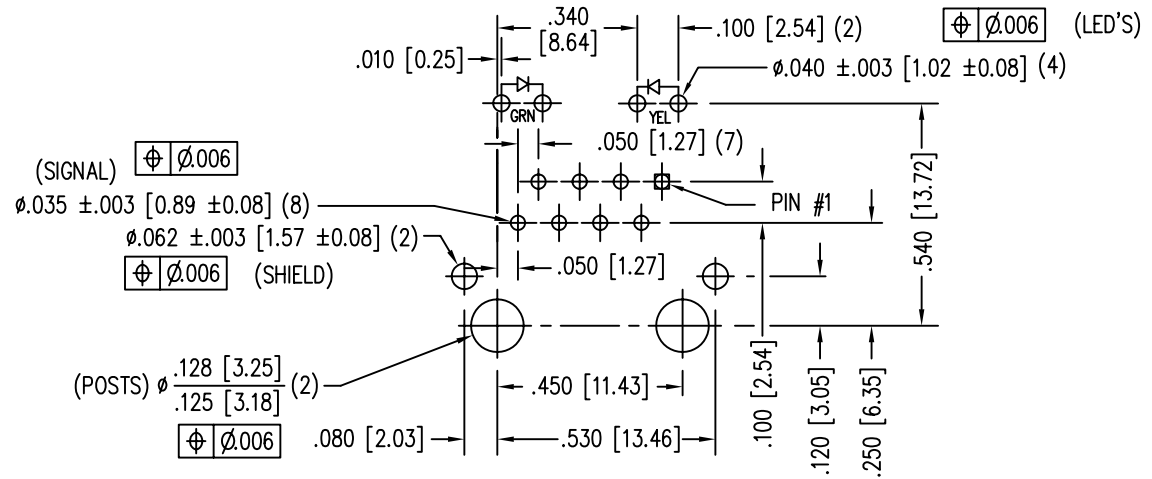 .340
[8.64]
.100 [2.54] (2)
⌖ Ø.006 (LED'S)
.010 [0.25]
Ø.040 ±.003 [1.02 ±0.08] (4)
GRN
YEL
.050 [1.27] (7)
⌖ Ø.006
(SIGNAL)
Ø.035 ±.003 [0.89 ±0.08] (8)
PIN #1
.540 [13.72]
Ø.062 ±.003 [1.57 ±0.08] (2)
⌖ Ø.006 (SHIELD)
.050 [1.27]
(POSTS) Ø .128 [3.25]
.125 [3.18] (2)
⌖ Ø.006
.450 [11.43]
.080 [2.03]
.530 [13.46]
.100 [2.54]
.120 [3.05]
.250 [6.35]